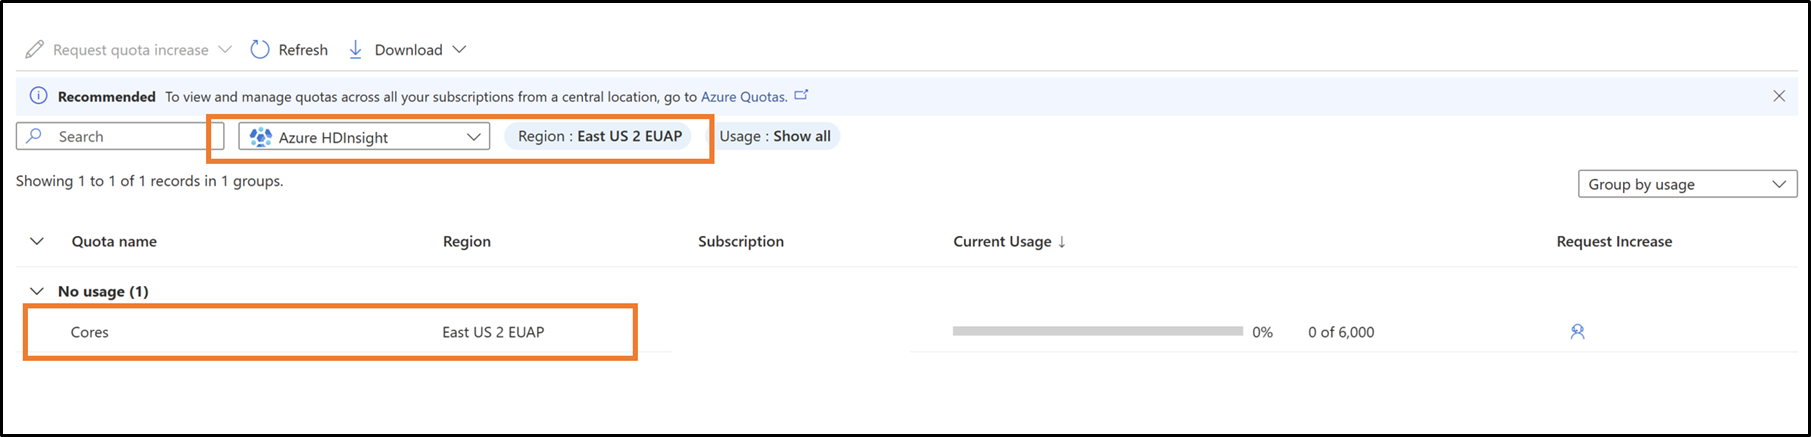 Request quota increase Refresh Download
Recommended To view and manage quotas across all your subscriptions from a central location, go to Azure Quotas.
Search Azure HDInsight Region : East US 2 EUAP Usage : Show all
Showing 1 to 1 of 1 records in 1 groups.
Group by usage
Quota name Region Subscription Current Usage ↓ Request Increase
No usage (1)
Cores East US 2 EUAP 0% 0 of 6,000